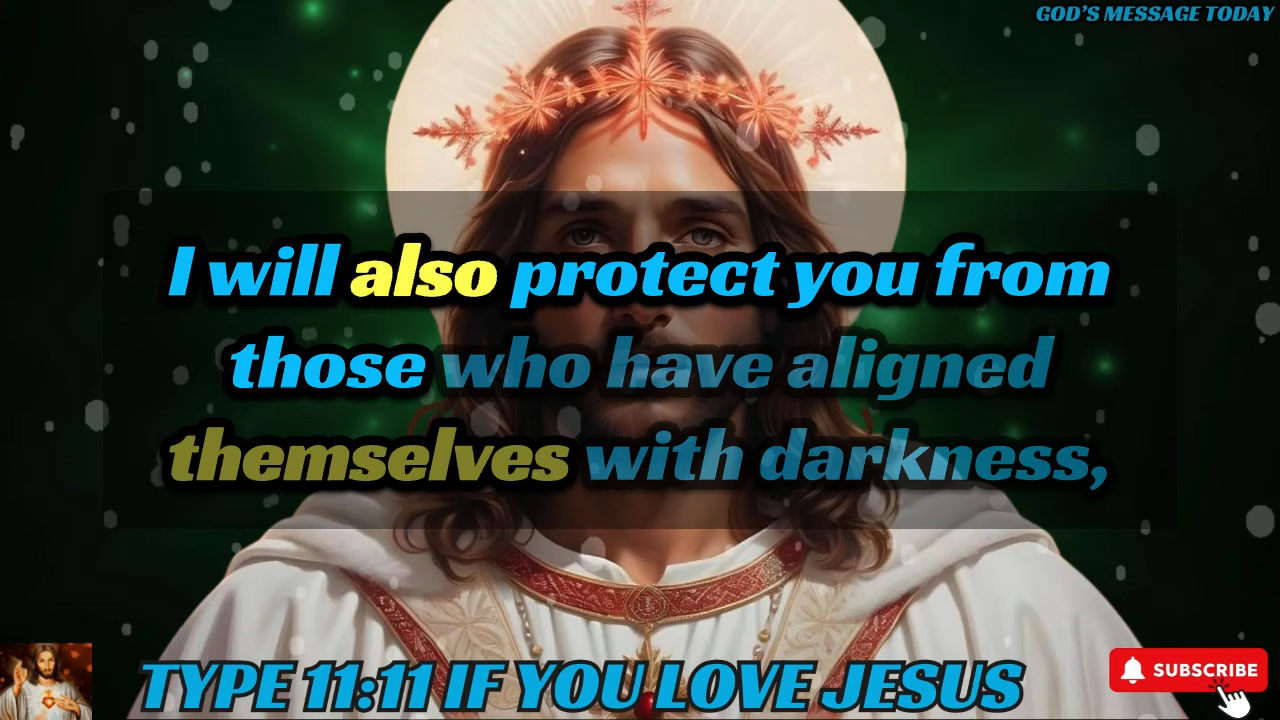 GOD'S MESSAGE TODAY
I will also protect you from
those who have aligned
themselves with darkness,
TYPE 11:11 IF YOU LOVE JESUS
SUBSCRIBE